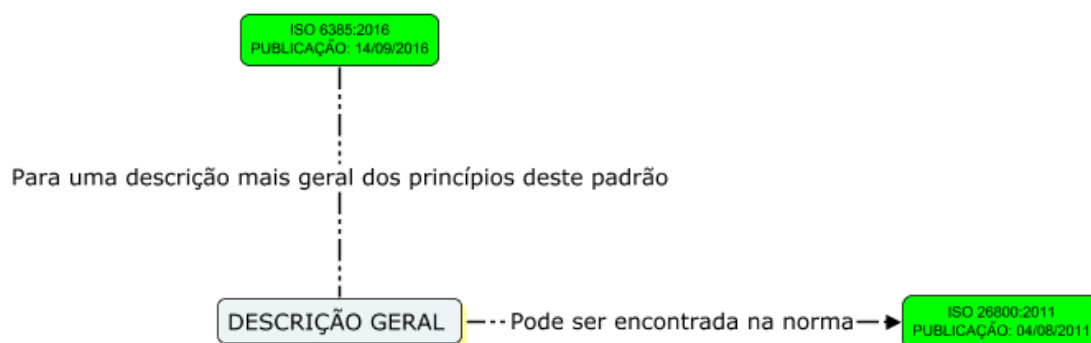 ISO 6385:2016
PUBLICAÇÃO: 14/09/2016
Para uma descrição mais geral dos princípios deste padrão
DESCRIÇÃO GERAL
Pode ser encontrada na norma
ISO 26800:2011
PUBLICAÇÃO: 04/08/2011